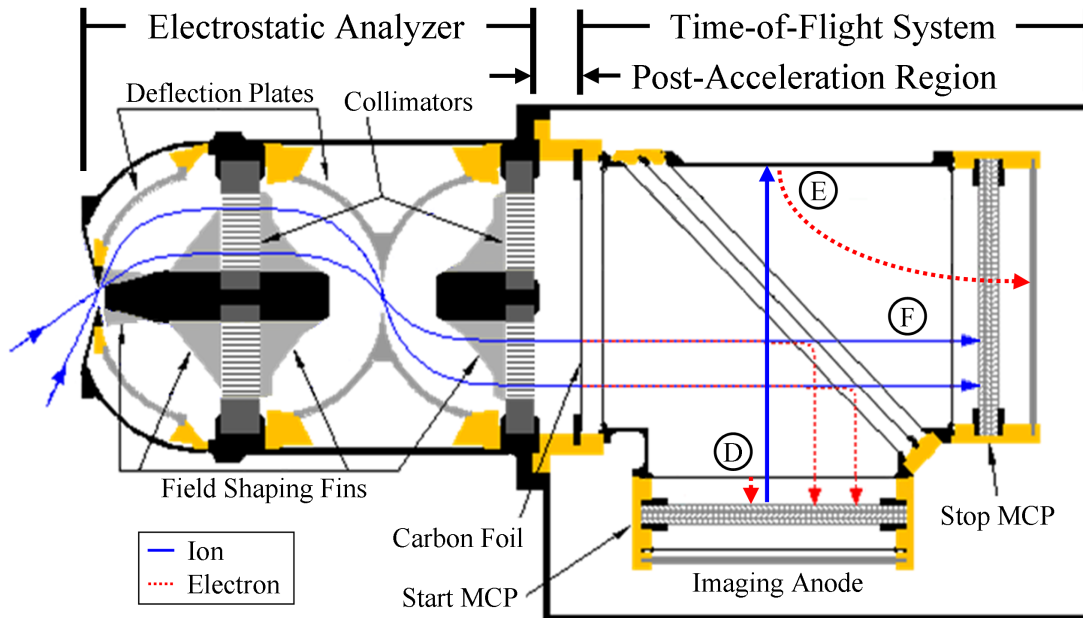 Electrostatic Analyzer
Time-of-Flight System
Post-Acceleration Region
Deflection Plates
Collimators
E
F
D
Field Shaping Fins
Carbon Foil
Stop MCP
Ion
Electron
Start MCP
Imaging Anode